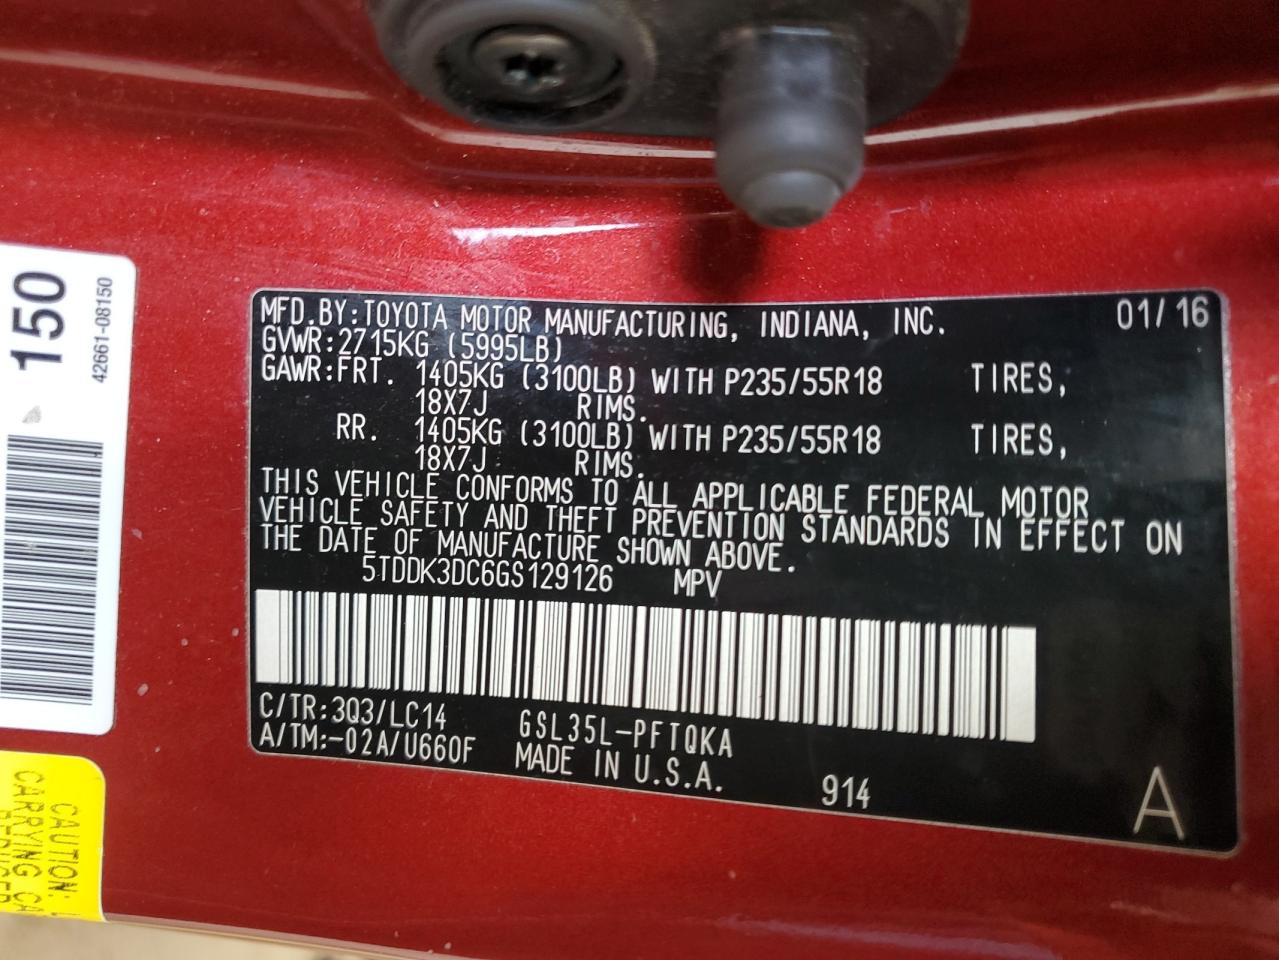 MFD.BY:TOYOTA MOTOR MANUFACTURING, INDIANA, INC. 01/16
GVWR:2715KG (5995LB)
GAWR:FRT. 1405KG (3100LB) WITH P235/55R18 TIRES,
18X7J RIMS.
RR. 1405KG (3100LB) WITH P235/55R18 TIRES,
18X7J RIMS.
THIS VEHICLE CONFORMS TO ALL APPLICABLE FEDERAL MOTOR
VEHICLE SAFETY AND THEFT PREVENTION STANDARDS IN EFFECT ON
THE DATE OF MANUFACTURE SHOWN ABOVE.
5TDDK3DC6GS129126 MPV
C/TR:3Q3/LC14 GSL35L-PFTQKA
A/TM:-02A/U660F MADE IN U.S.A. 914 A
150
42661-08150
CAUTION:
CARRYING CA